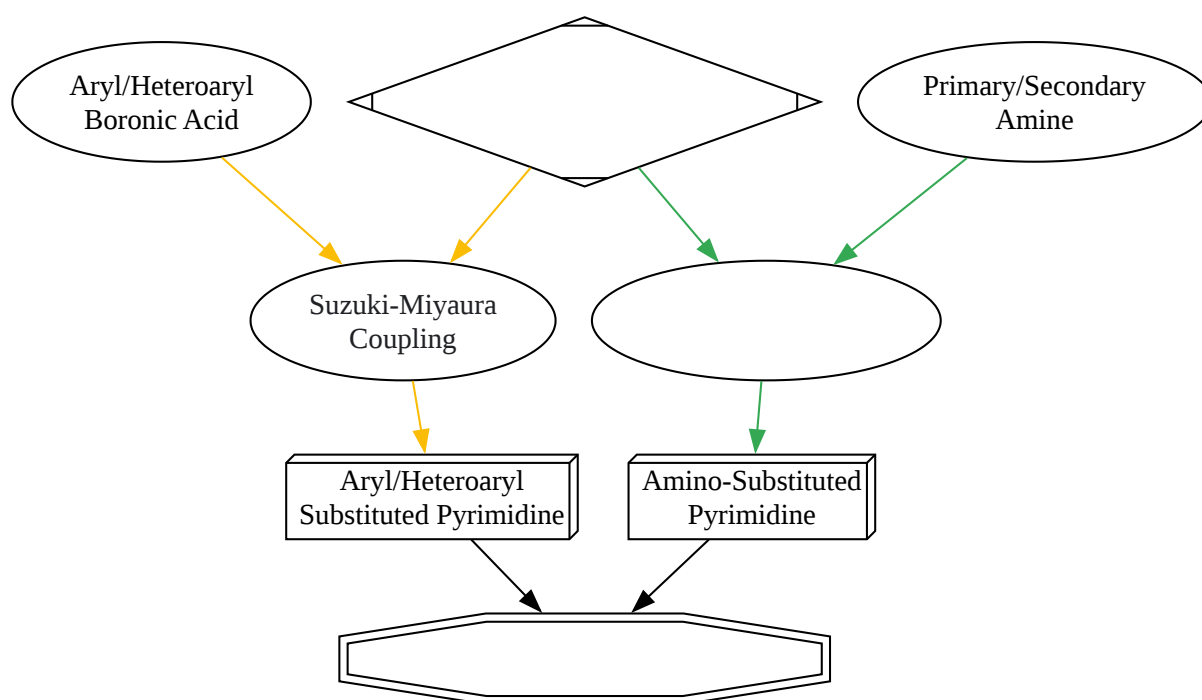 Aryl/Heteroaryl
Boronic Acid
Primary/Secondary
Amine
Suzuki-Miyaura
Coupling
Aryl/Heteroaryl
Substituted Pyrimidine
Amino-Substituted
Pyrimidine